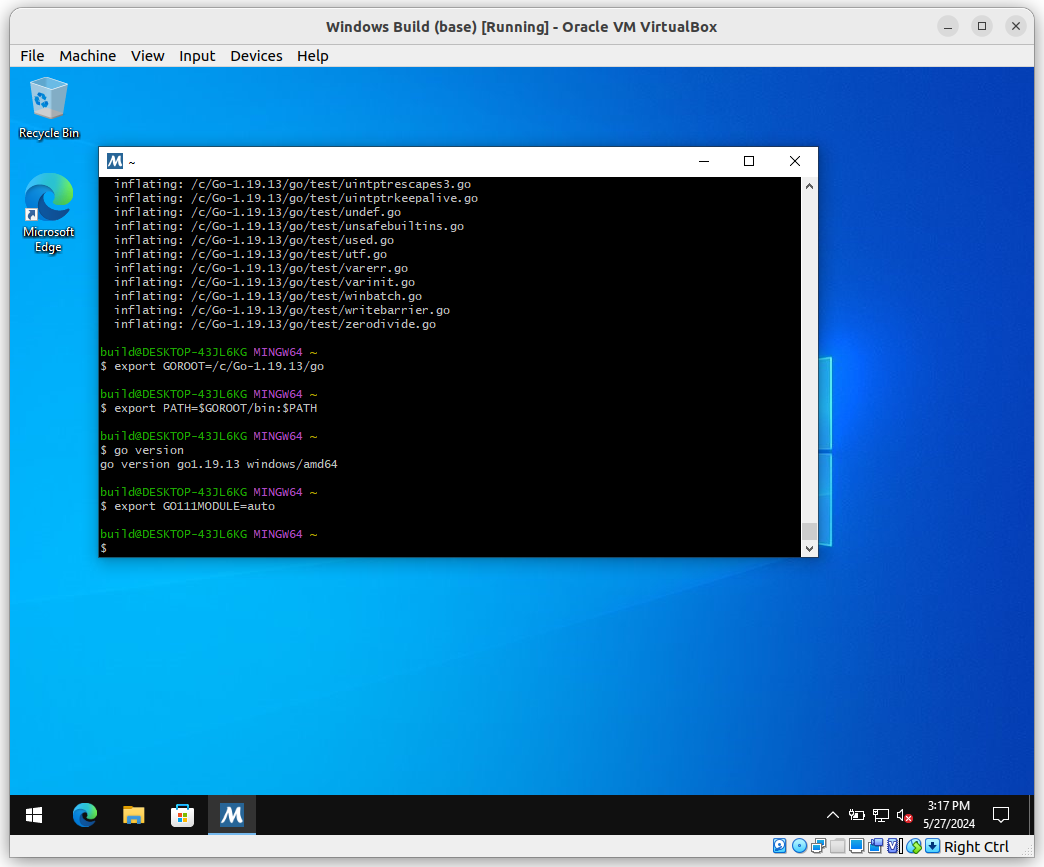 Windows Build (base) [Running] - Oracle VM VirtualBox
File Machine View Input Devices Help
Recycle Bin
Microsoft
Edge
~
inflating: /c/Go-1.19.13/go/test/uintptrescapes3.go
inflating: /c/Go-1.19.13/go/test/uintptrkeepalive.go
inflating: /c/Go-1.19.13/go/test/undef.go
inflating: /c/Go-1.19.13/go/test/unsafebuiltins.go
inflating: /c/Go-1.19.13/go/test/used.go
inflating: /c/Go-1.19.13/go/test/utf.go
inflating: /c/Go-1.19.13/go/test/varerr.go
inflating: /c/Go-1.19.13/go/test/varinit.go
inflating: /c/Go-1.19.13/go/test/winbatch.go
inflating: /c/Go-1.19.13/go/test/writebarrier.go
inflating: /c/Go-1.19.13/go/test/zerodivide.go
build@DESKTOP-43JL6KG MINGW64 ~
$ export GOROOT=/c/Go-1.19.13/go
build@DESKTOP-43JL6KG MINGW64 ~
$ export PATH=$GOROOT/bin:$PATH
build@DESKTOP-43JL6KG MINGW64 ~
$ go version
go version go1.19.13 windows/amd64
build@DESKTOP-43JL6KG MINGW64 ~
$ export GO111MODULE=auto
build@DESKTOP-43JL6KG MINGW64 ~
$
3:17 PM
5/27/2024
Right Ctrl